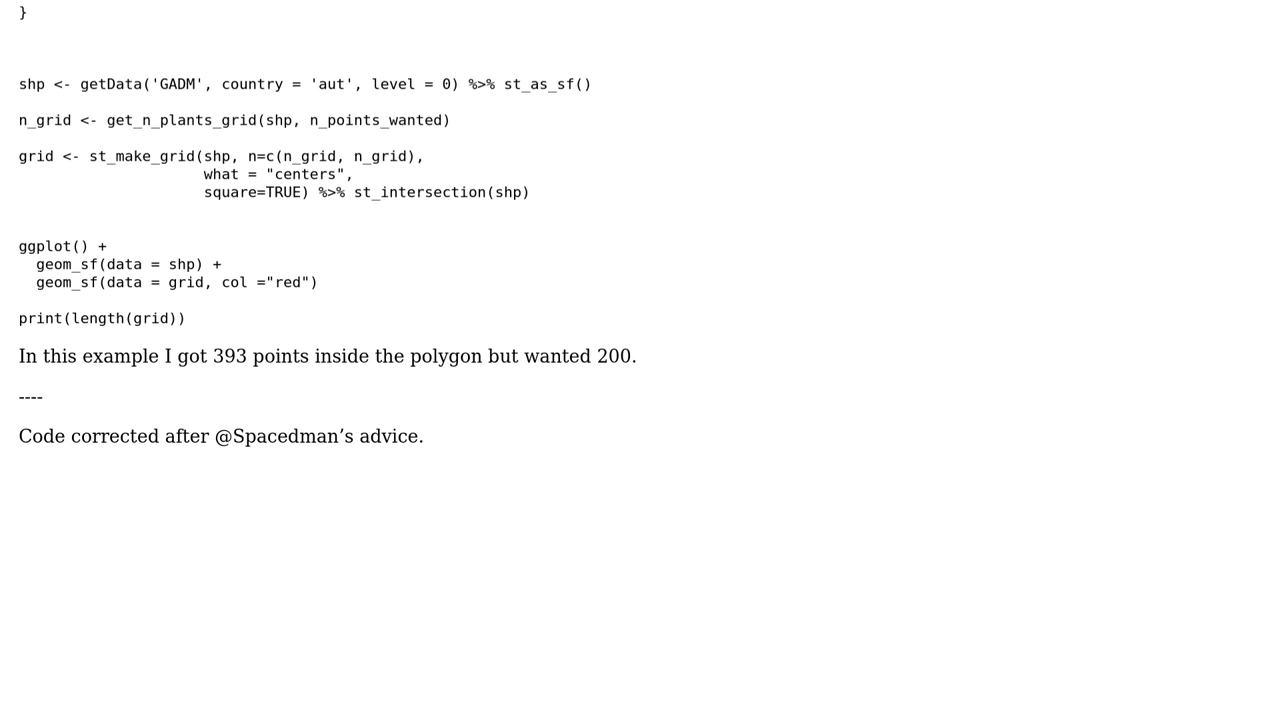 }
shp <- getData('GADM', country = 'aut', level = 0) %>% st_as_sf()
n_grid <- get_n_plants_grid(shp, n_points_wanted)
grid <- st_make_grid(shp, n=c(n_grid, n_grid),
                     what = "centers",
                     square=TRUE) %>% st_intersection(shp)
ggplot() +
  geom_sf(data = shp) +
  geom_sf(data = grid, col ="red")
print(length(grid))
In this example I got 393 points inside the polygon but wanted 200.
----
Code corrected after @Spacedman’s advice.